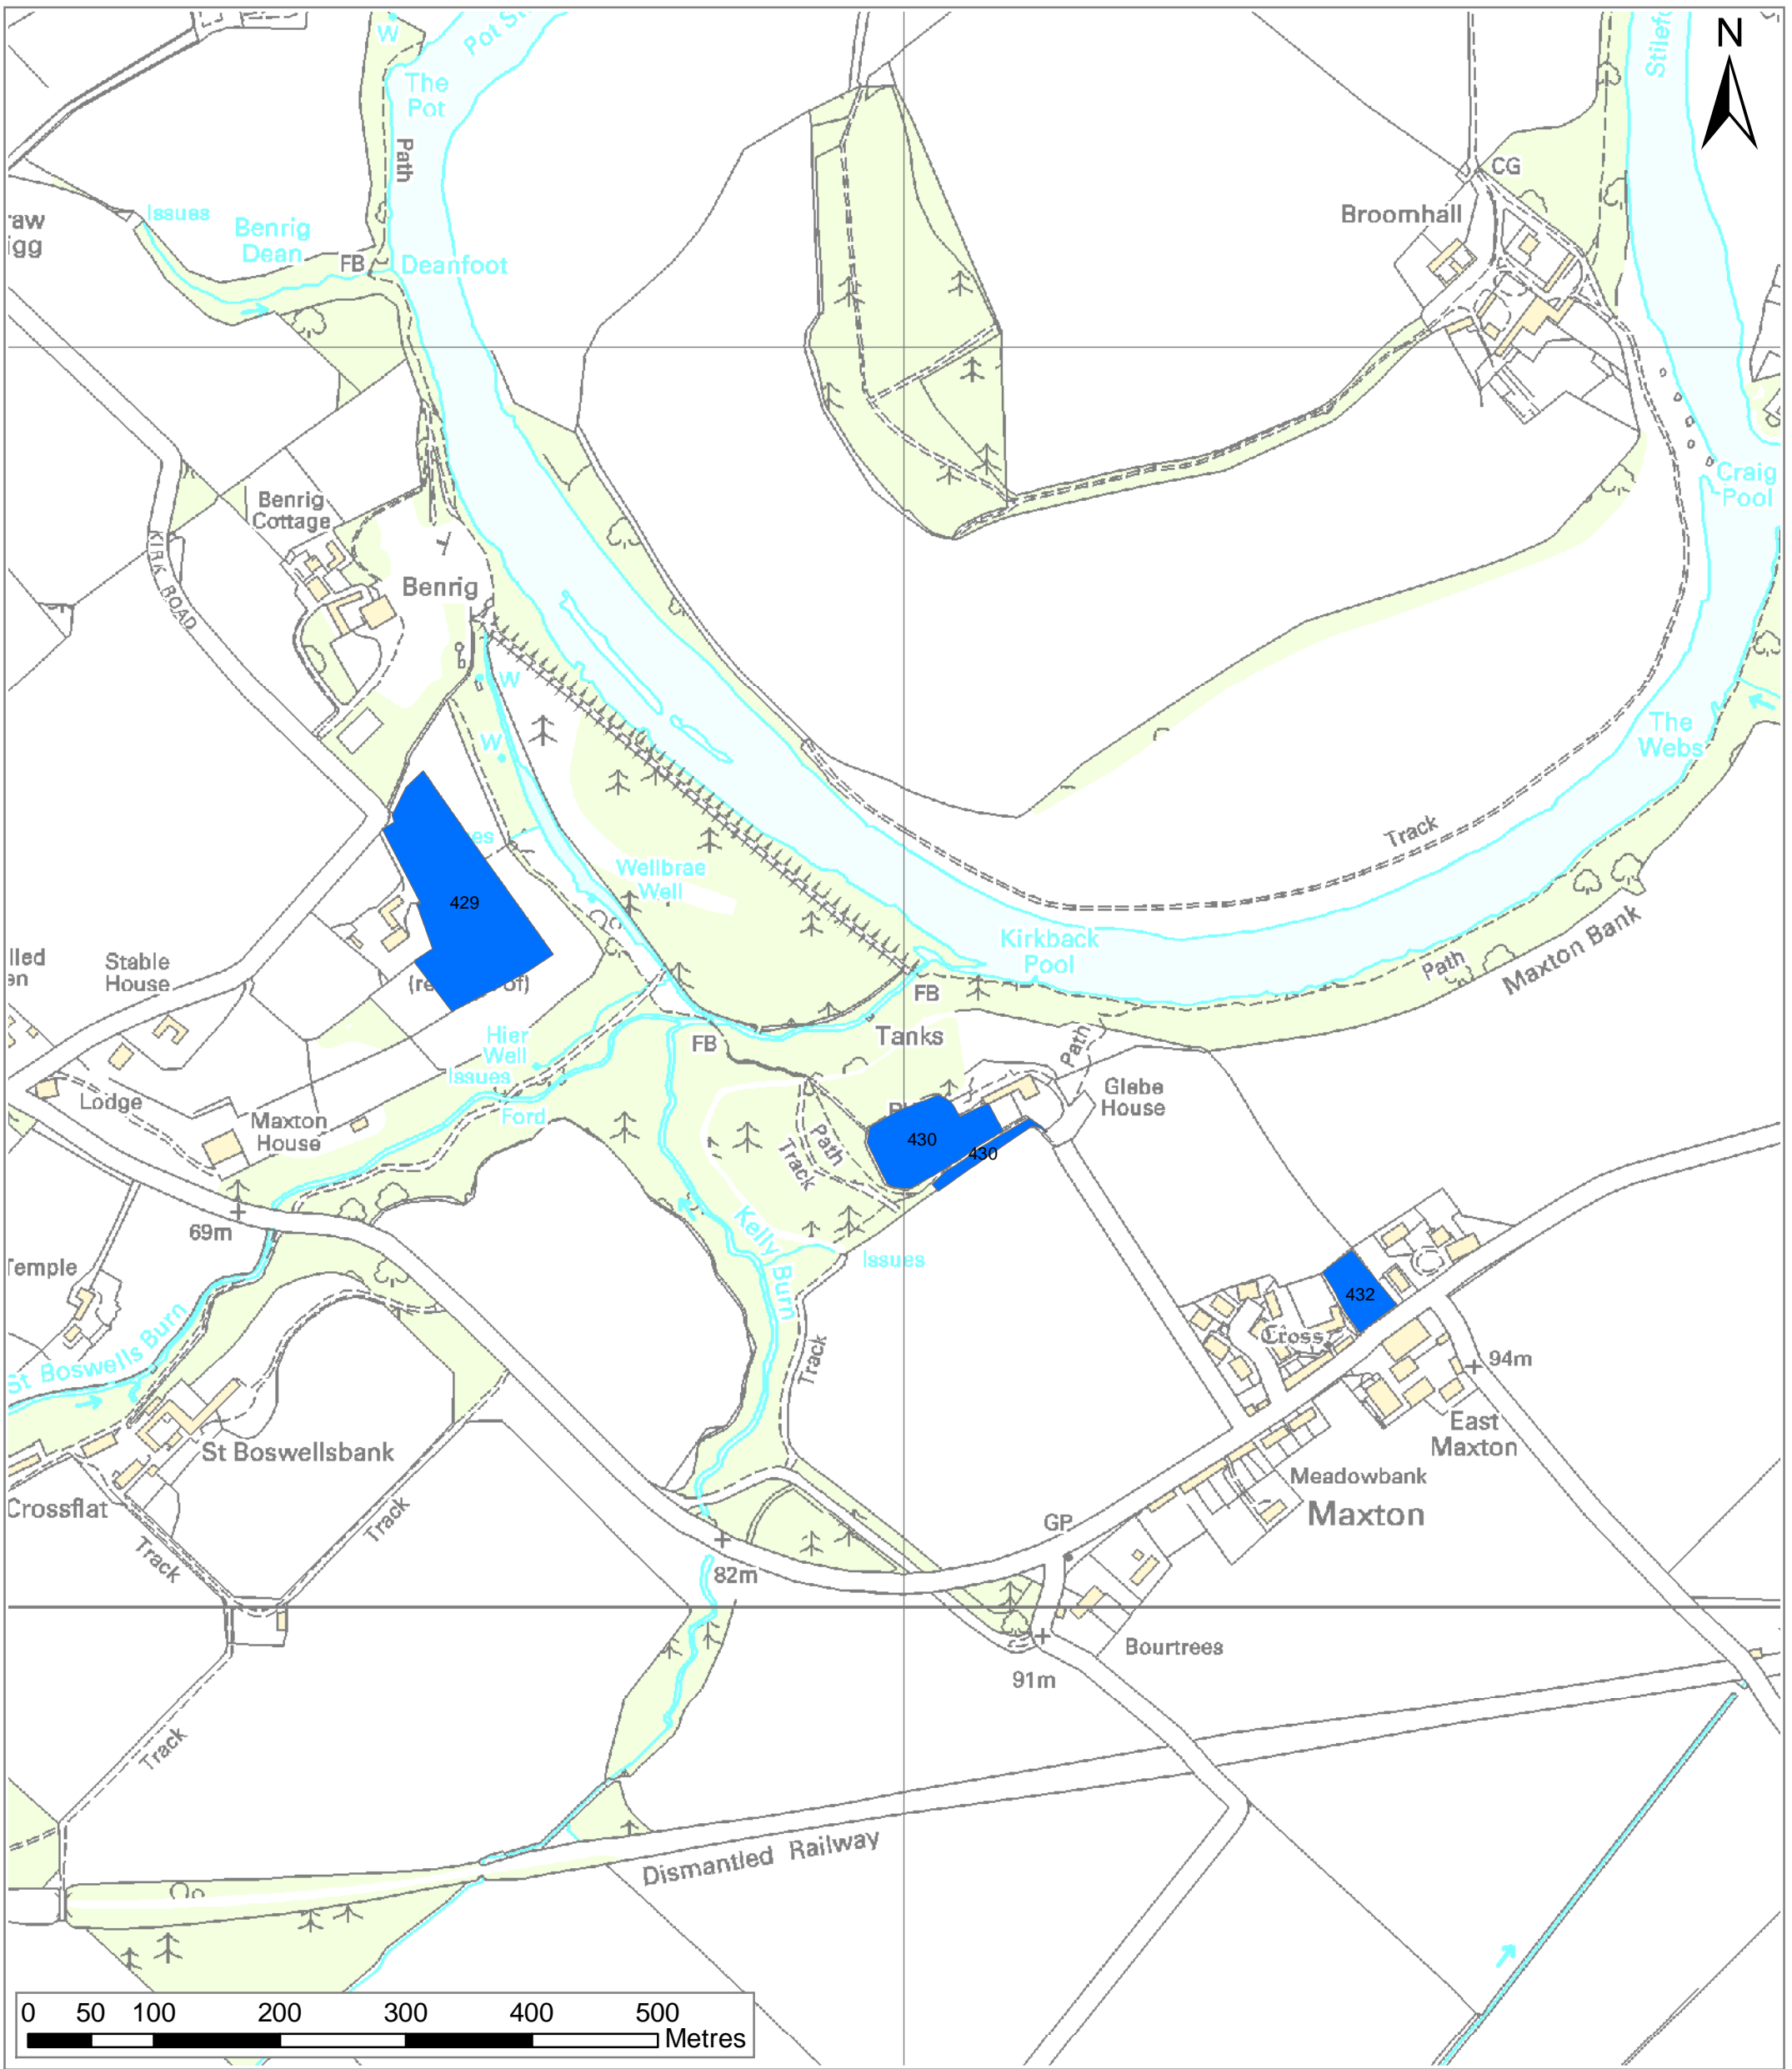 N
W
Pot
The
Pot
Path
Issues
Benrig
Dean
FB
Deanfoot
CG
Broomhall
Craig
Pool
Benrig
Cottage
KIRK ROAD
Benrig
W
W
The
Webs
Track
429
Wellbrae
Well
Kirkback
Pool
Path
Maxton Bank
Stable
House
FB
Tanks
Hier
Well
Issues
FB
Path
Glebe
House
Lodge
Maxton
House
Ford
430
430
Path
Track
69m
Kelly Burn
Issues
Temple
432
St Boswells Burn
Cross
Track
94m
East
Maxton
St Boswellsbank
Meadowbank
Crossflat
Maxton
Track
Track
GP
82m
Bourtrees
91m
Track
Dismantled Railway
0 50 100 200 300 400 500
Metres